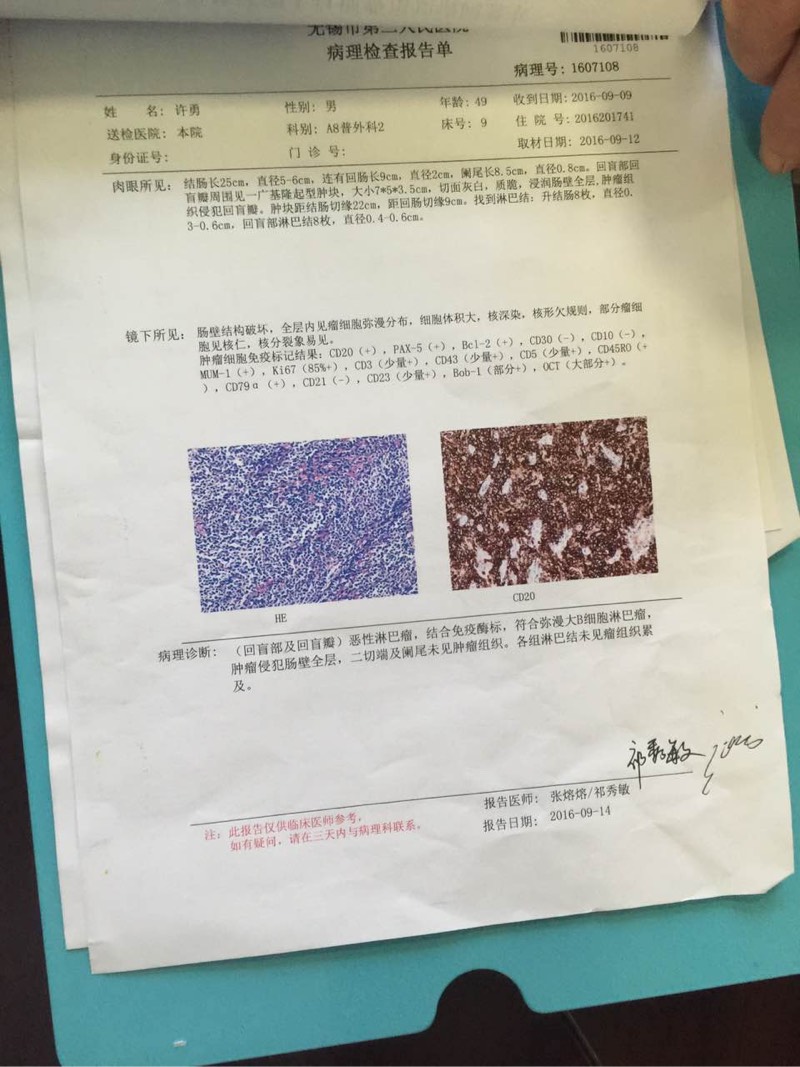 无锡市第二人民医院
病理检查报告单
1607108
病理号: 1607108
姓 名: 许勇 性别: 男 年龄: 49 收到日期: 2016-09-09
送检医院: 本院 科别: A8普外科2 床号: 9 住 院 号: 2016201741
身份证号: 门 诊 号: 取材日期: 2016-09-12
肉眼所见: 结肠长25cm，直径5-6cm，连有回肠长9cm，直径2cm，阑尾长8.5cm，直径0.8cm。回盲部回
盲瓣周围见一广基隆起型肿块，大小7*5*3.5cm，切面灰白，质脆，浸润肠壁全层,肿瘤组
织侵犯回盲瓣。肿块距结肠切缘22cm，距回肠切缘9cm。找到淋巴结: 升结肠8枚，直径0.
3-0.6cm，回盲部淋巴结8枚，直径0.4-0.6cm。
镜下所见: 肠壁结构破坏，全层内见瘤细胞弥漫分布，细胞体积大，核深染，核形欠规则，部分瘤细
胞见核仁，核分裂象易见。
肿瘤细胞免疫标记结果: CD20（+），PAX-5（+），Bcl-2（+），CD30（-），CD10（-），
MUM-1（+），Ki67（85%+），CD3（少量+），CD43（少量+），CD5（少量+），CD45RO（+
），CD79α（+），CD21（-），CD23（少量+），Bob-1（部分+），OCT（大部分+）。
HE
CD20
病理诊断: （回盲部及回盲瓣）恶性淋巴瘤，结合免疫酶标，符合弥漫大B细胞淋巴瘤，
肿瘤侵犯肠壁全层，二切端及阑尾未见肿瘤组织。各组淋巴结未见瘤组织累
及。
祁秀敏
报告医师: 张熔熔/祁秀敏
报告日期: 2016-09-14
注: 此报告仅供临床医师参考，
如有疑问，请在三天内与病理科联系。